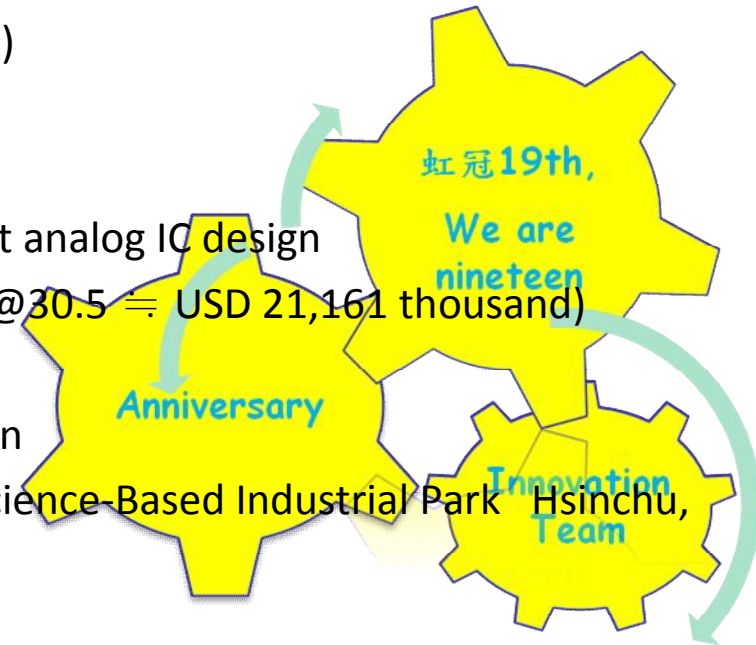 )
虹冠19th,
We are
nineteen
t analog IC design
@30.5 ≒ USD 21,161 thousand)
Anniversary
n
cience-Based Industrial Park Hsinchu,
Innovation
Team